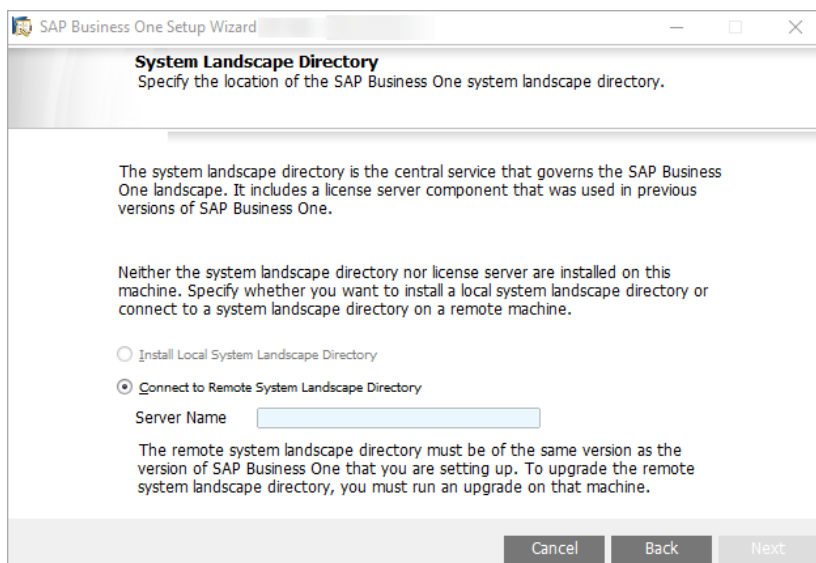 SAP Business One Setup Wizard
System Landscape Directory
Specify the location of the SAP Business One system landscape directory.
The system landscape directory is the central service that governs the SAP Business
One landscape. It includes a license server component that was used in previous
versions of SAP Business One.
Neither the system landscape directory nor license server are installed on this
machine. Specify whether you want to install a local system landscape directory or
connect to a system landscape directory on a remote machine.
Install Local System Landscape Directory
Connect to Remote System Landscape Directory
Server Name
The remote system landscape directory must be of the same version as the
version of SAP Business One that you are setting up. To upgrade the remote
system landscape directory, you must run an upgrade on that machine.
Cancel Back Next